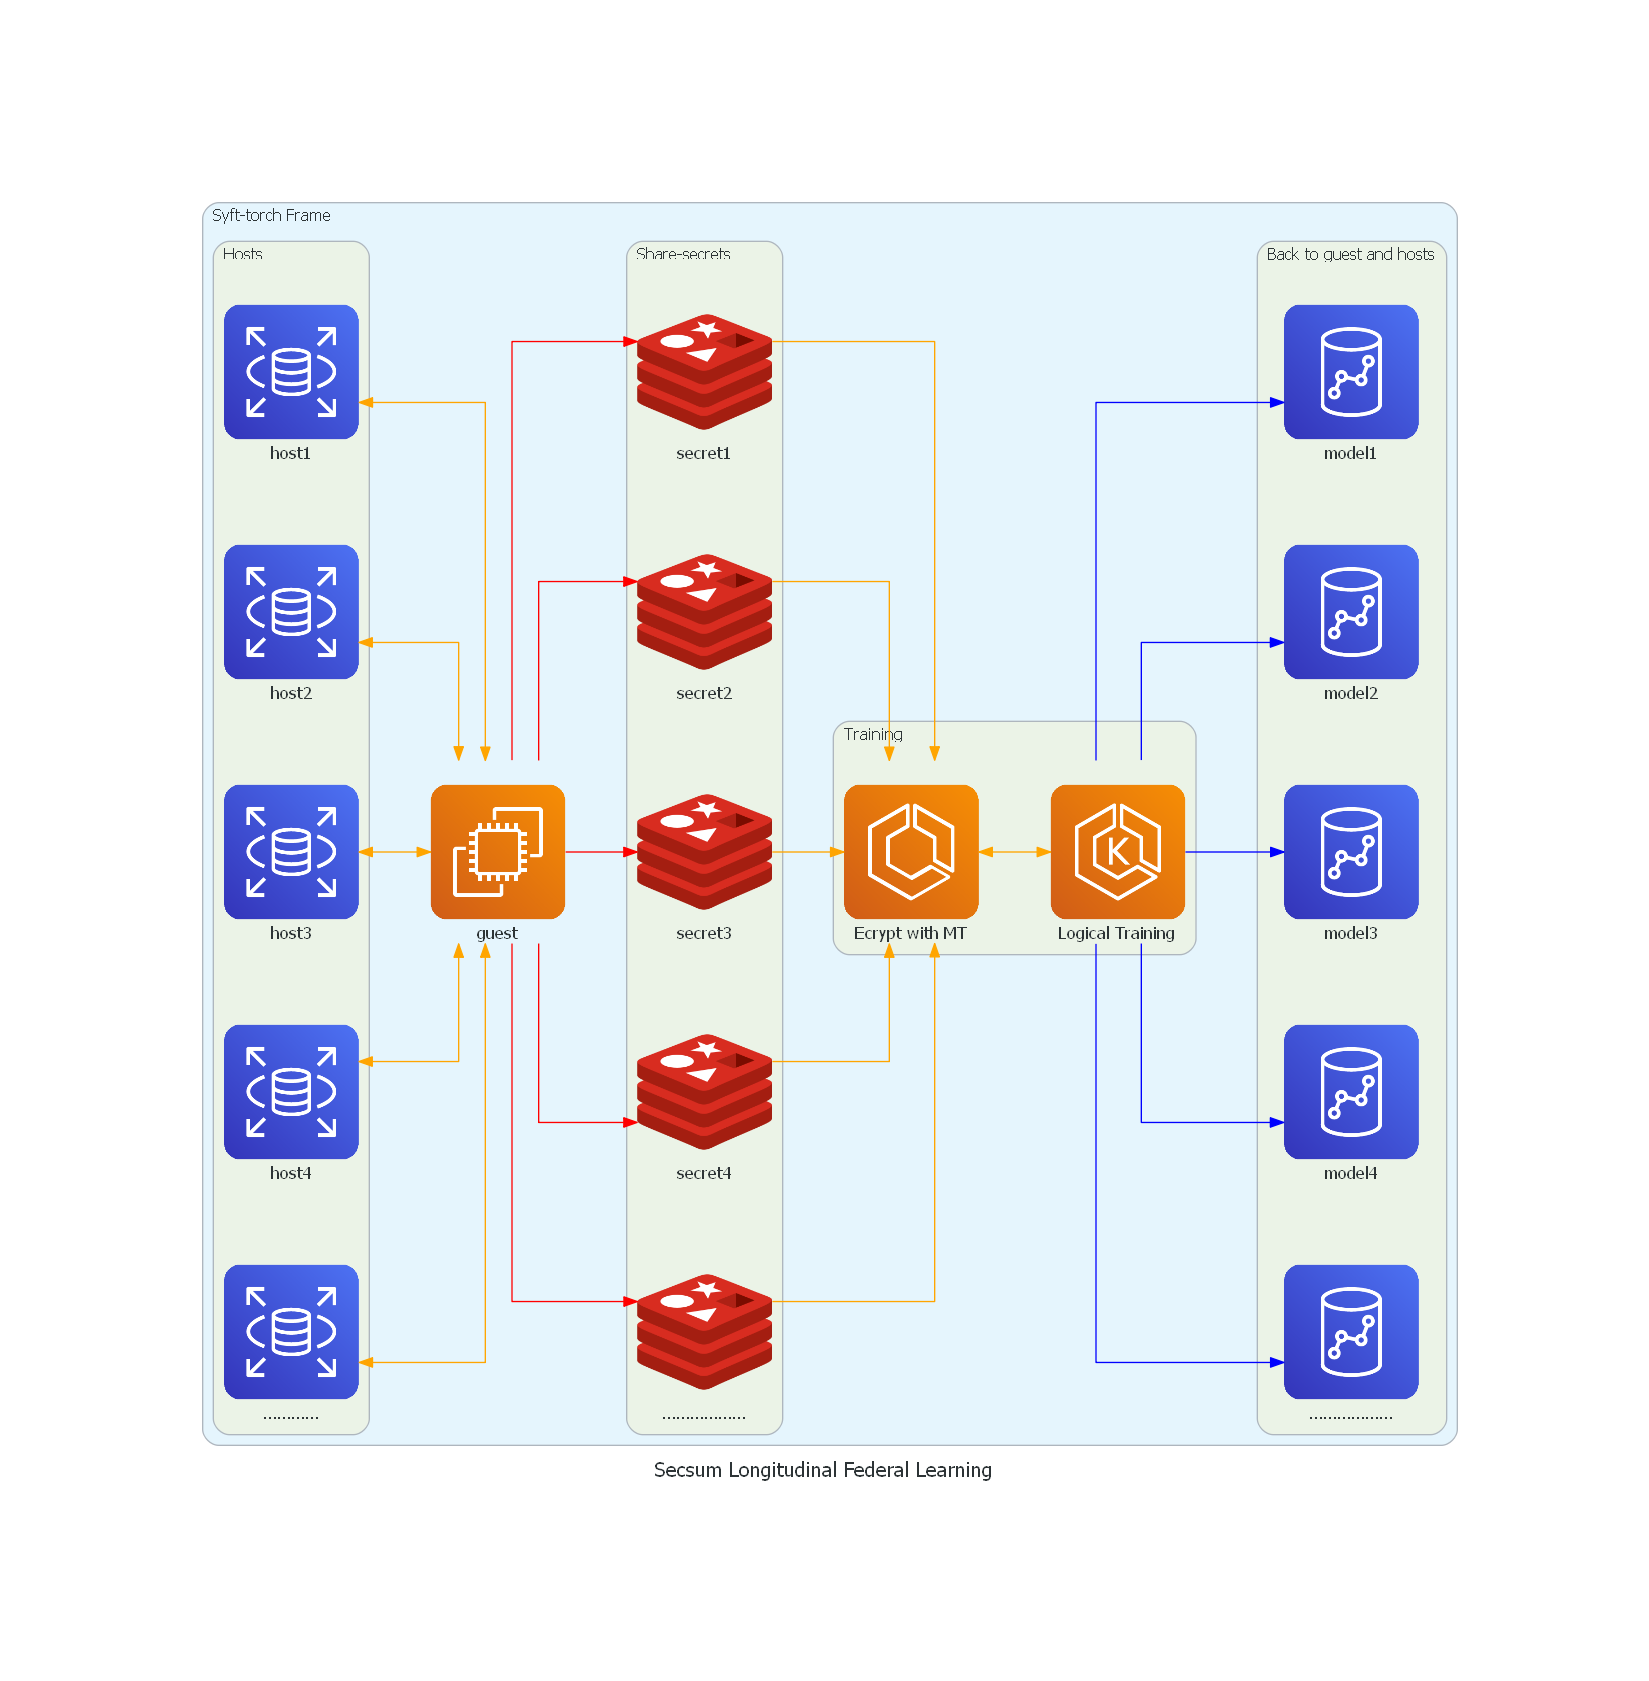 Syft-torch Frame
Hosts
Share-secrets
Back to guest and hosts
host1
secret1
model1
host2
secret2
model2
Training
K
host3
guest
secret3
Ecrypt with MT
Logical Training
model3
host4
secret4
model4
............
..................
..................
Secsum Longitudinal Federal Learning